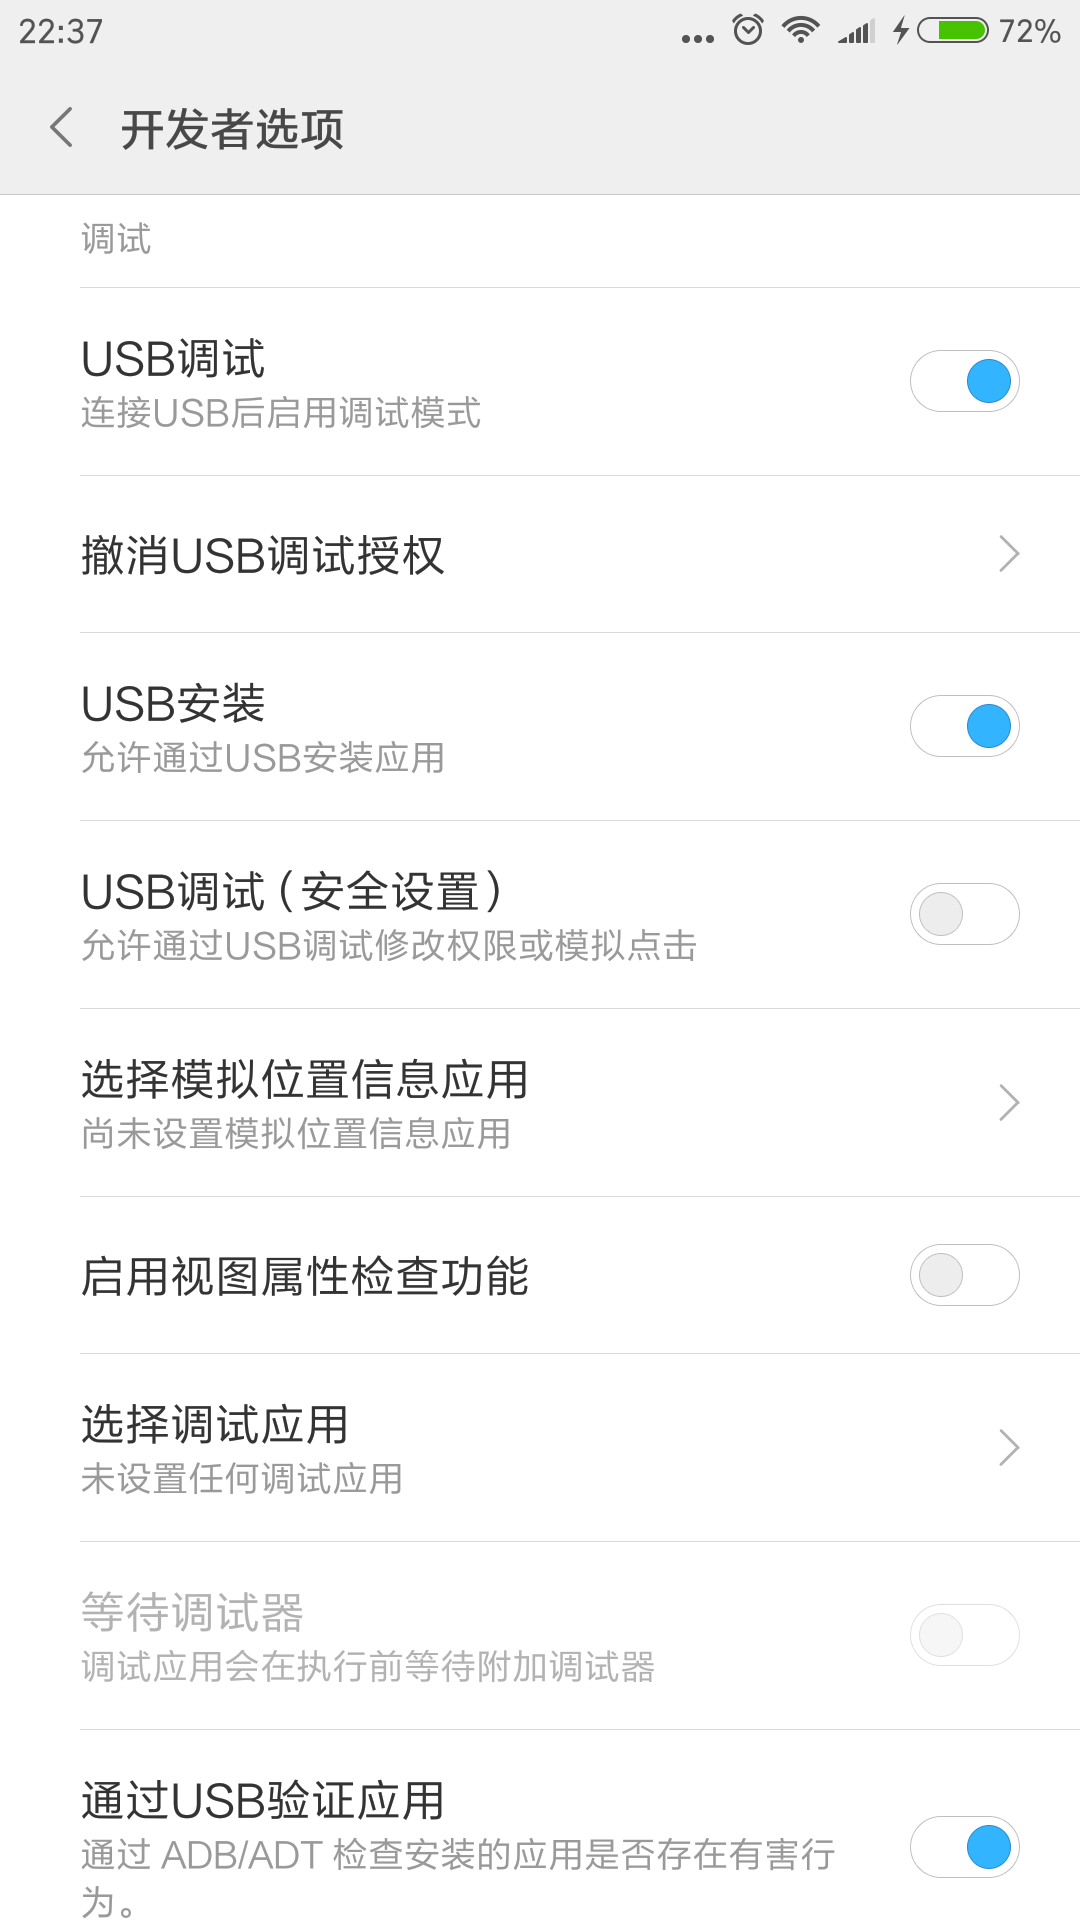 22:37
72%
开发者选项
调试
USB调试
连接USB后启用调试模式
撤消USB调试授权
USB安装
允许通过USB安装应用
USB调试（安全设置）
允许通过USB调试修改权限或模拟点击
选择模拟位置信息应用
尚未设置模拟位置信息应用
启用视图属性检查功能
选择调试应用
未设置任何调试应用
等待调试器
调试应用会在执行前等待附加调试器
通过USB验证应用
通过 ADB/ADT 检查安装的应用是否存在有害行
为。